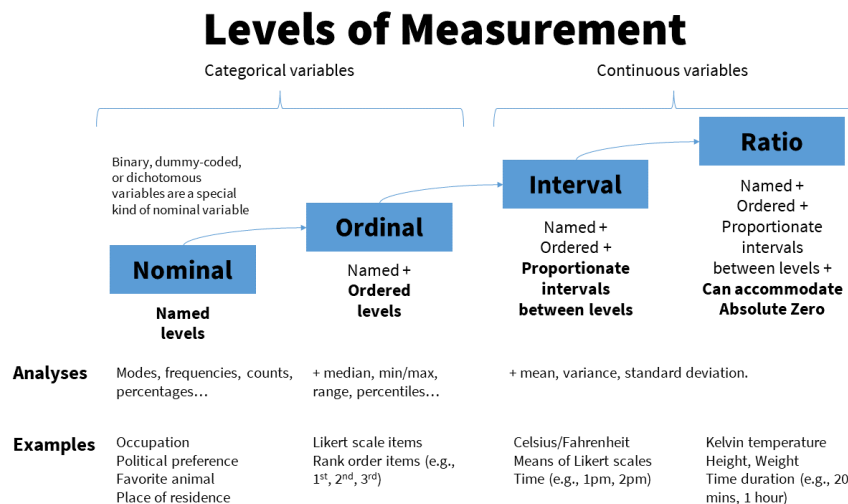 Levels of Measurement
Categorical variables
Continuous variables
Binary, dummy-coded,
or dichotomous
variables are a special
kind of nominal variable
Nominal
Named
levels
Ordinal
Named +
Ordered
levels
Interval
Named +
Ordered +
Proportionate
intervals
between levels
Ratio
Named +
Ordered +
Proportionate
intervals
between levels +
Can accommodate
Absolute Zero
Analyses
Modes, frequencies, counts,
percentages…
+ median, min/max,
range, percentiles…
+ mean, variance, standard deviation.
Examples
Occupation
Political preference
Favorite animal
Place of residence
Likert scale items
Rank order items (e.g.,
1st, 2nd, 3rd)
Celsius/Fahrenheit
Means of Likert scales
Time (e.g., 1pm, 2pm)
Kelvin temperature
Height, Weight
Time duration (e.g., 20
mins, 1 hour)